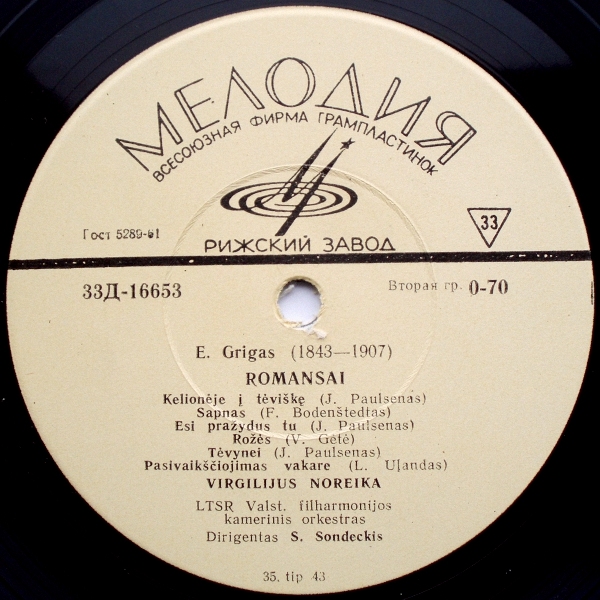 МЕЛОДИЯ
ВСЕСОЮЗНАЯ ФИРМА ГРАМПЛАСТИНОК
Гост 5289-61
33
РИЖСКИЙ ЗАВОД
33Д-16653
Вторая гр. 0-70
E. Grigas (1843—1907)
ROMANSAI
Kelionėje į tėviškę (J. Paulsenas)
Sapnas (F. Bodenštedtas)
Esi pražydus tu (J. Paulsenas)
Rožės (V. Gėtė)
Tėvynei (J. Paulsenas)
Pasivaikščiojimas vakare (L. Uļandas)
VIRGILIJUS NOREIKA
LTSR Valst. filharmonijos
kamerinis orkestras
Dirigentas S. Sondeckis
35. tip 43